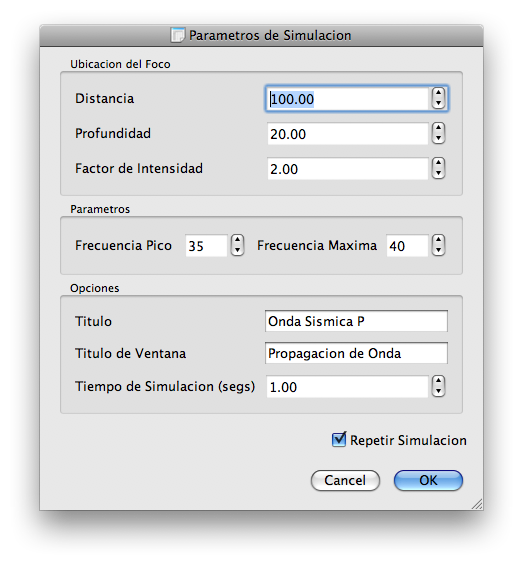 Parametros de Simulacion
Ubicacion del Foco
Distancia 100.00
Profundidad 20.00
Factor de Intensidad 2.00
Parametros
Frecuencia Pico 35 Frecuencia Maxima 40
Opciones
Titulo Onda Sismica P
Titulo de Ventana Propagacion de Onda
Tiempo de Simulacion (segs) 1.00
Repetir Simulacion
Cancel OK